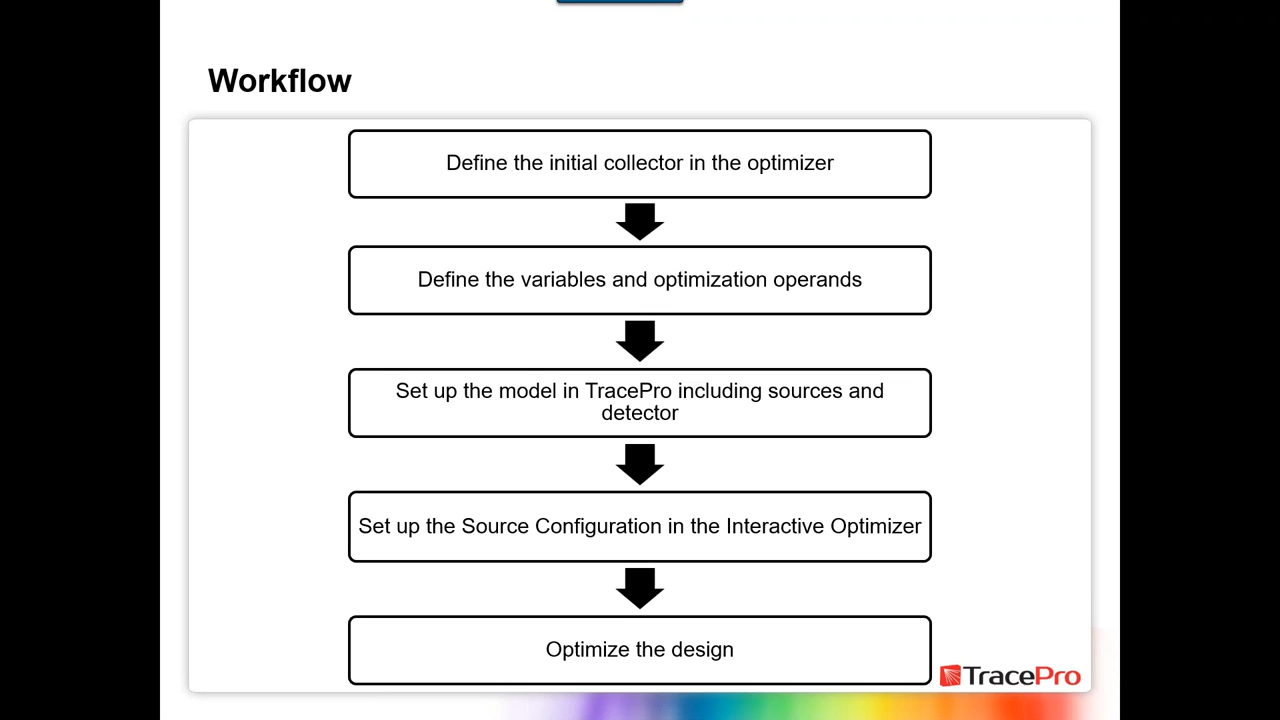 Workflow
Define the initial collector in the optimizer
Define the variables and optimization operands
Set up the model in TracePro including sources and
detector
Set up the Source Configuration in the Interactive Optimizer
Optimize the design
TracePro